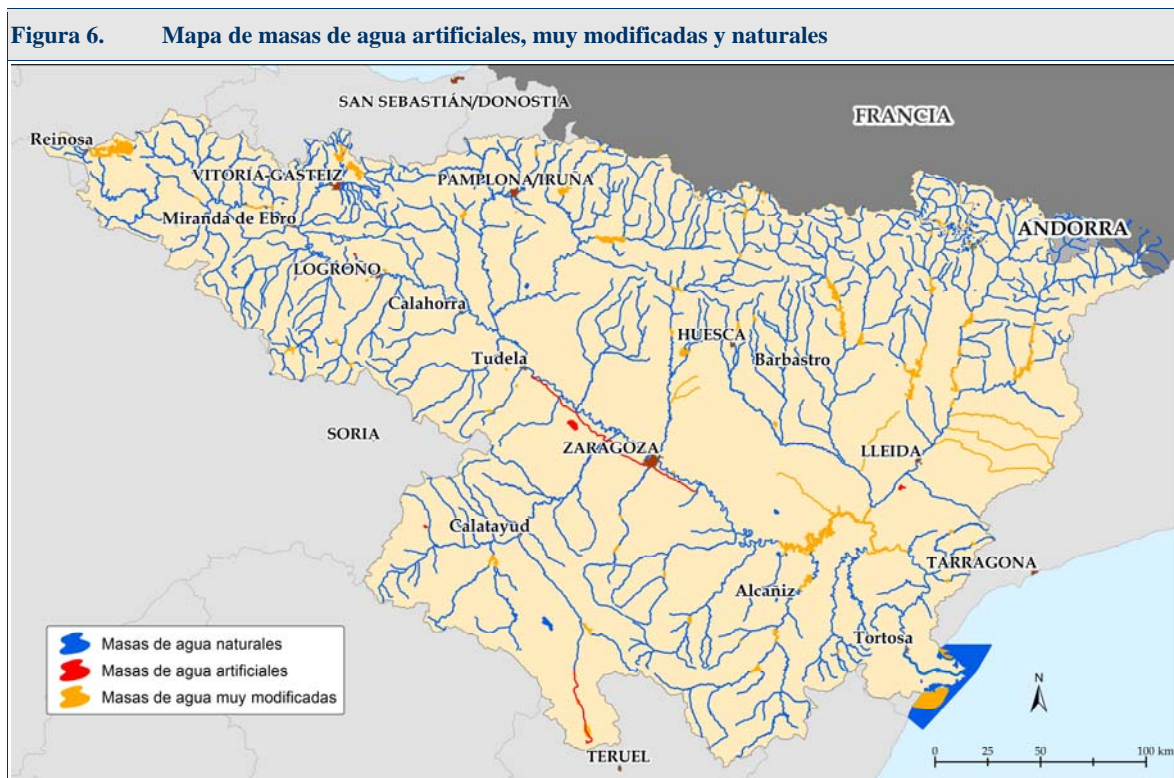 Figura 6. Mapa de masas de agua artificiales, muy modificadas y naturales
SAN SEBASTIÁN/DONOSTIA
FRANCIA
Reinosa
VITORIA-GASTEIZ
PAMPLONA/IRUÑA
Miranda de Ebro
ANDORRA
LOGROÑO
Calahorra
HUESCA
Barbastro
Tudela
SORIA
ZARAGOZA
LLEIDA
Calatayud
TARRAGONA
Alcañiz
Tortosa
Masas de agua naturales
Masas de agua artificiales
Masas de agua muy modificadas
N
TERUEL
0 25 50 100 km